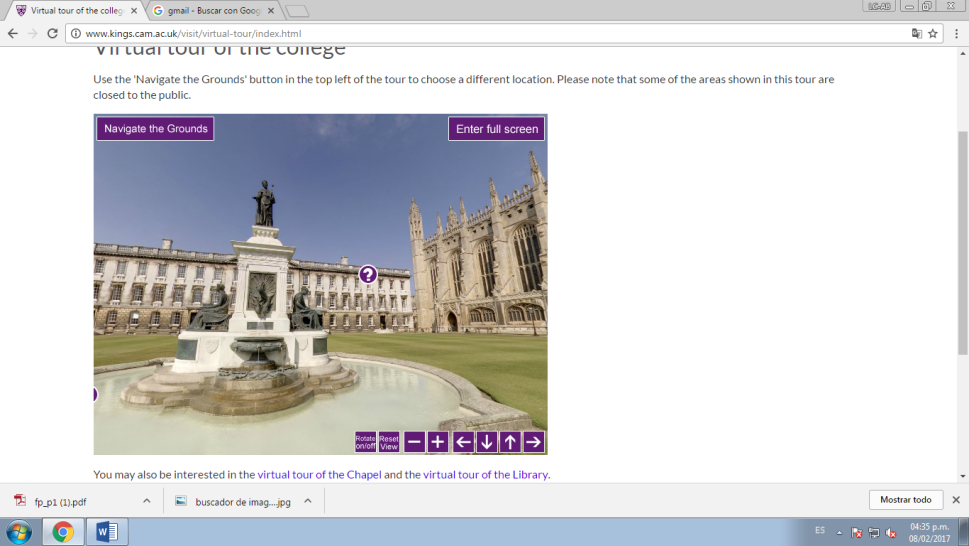 Virtual tour of the colleg
gmail - Buscar con Goog
LCi-AB
www.kings.cam.ac.uk/visit/virtual-tour/index.html
Virtual tour of the college
Use the 'Navigate the Grounds' button in the top left of the tour to choose a different location. Please note that some of the areas shown in this tour are
closed to the public.
Navigate the Grounds
Enter full screen
?
Rotate
on/off
Reset
View
You may also be interested in the virtual tour of the Chapel and the virtual tour of the Library.
fp_p1 (1).pdf
buscador de imag....jpg
Mostrar todo
ES
04:35 p.m.
08/02/2017